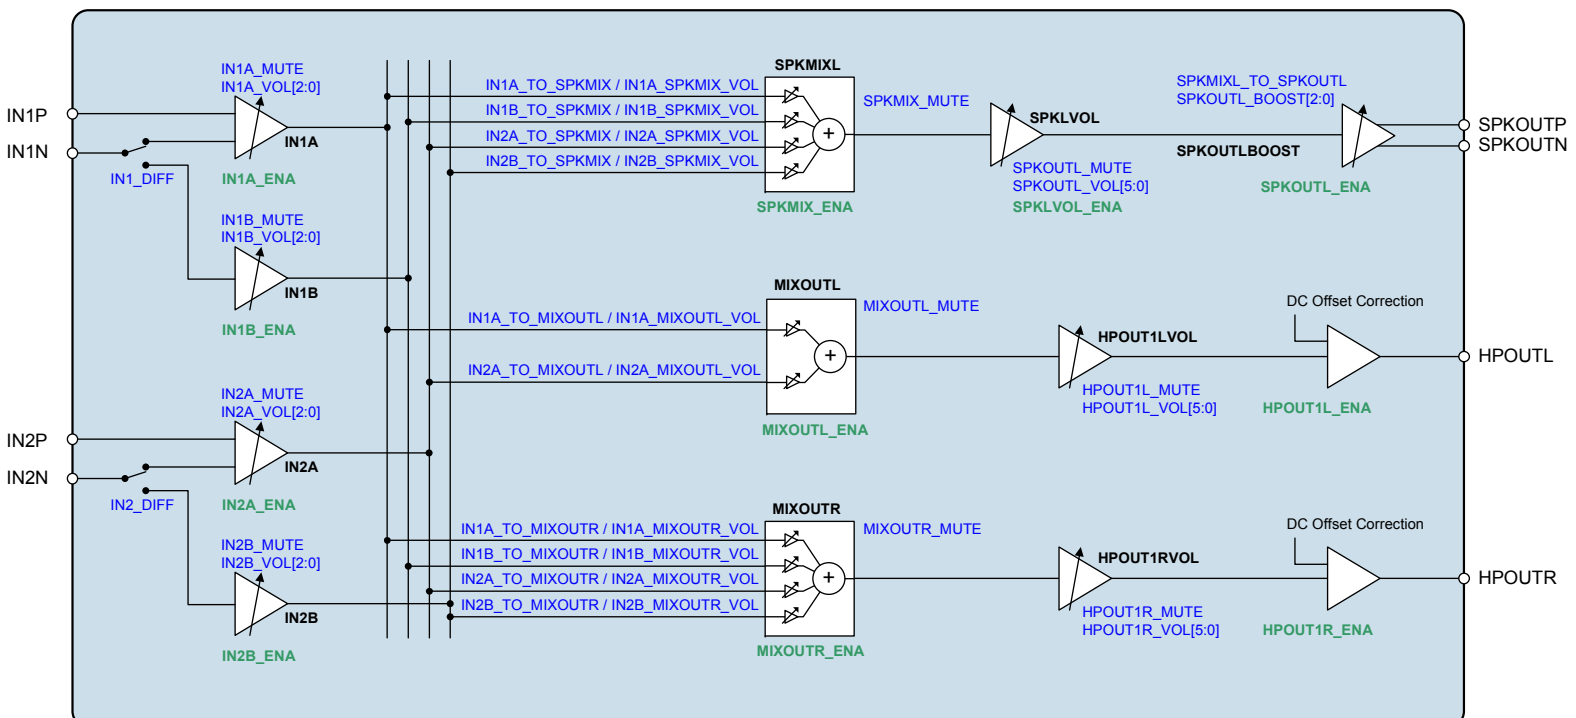 IN1P
IN1N
IN1_DIFF
IN1A_MUTE
IN1A_VOL[2:0]
IN1A
IN1A_ENA
IN1B_MUTE
IN1B_VOL[2:0]
IN1B
IN1B_ENA
IN2P
IN2N
IN2_DIFF
IN2A_MUTE
IN2A_VOL[2:0]
IN2A
IN2A_ENA
IN2B_MUTE
IN2B_VOL[2:0]
IN2B
IN2B_ENA
SPKMIXL
IN1A_TO_SPKMIX / IN1A_SPKMIX_VOL
IN1B_TO_SPKMIX / IN1B_SPKMIX_VOL
IN2A_TO_SPKMIX / IN2A_SPKMIX_VOL
IN2B_TO_SPKMIX / IN2B_SPKMIX_VOL
+
SPKMIX_ENA
SPKMIX_MUTE
SPKLVOL
SPKOUTL_MUTE
SPKOUTL_VOL[5:0]
SPKLVOL_ENA
SPKMIXL_TO_SPKOUTL
SPKOUTL_BOOST[2:0]
SPKOUTLBOOST
SPKOUTL_ENA
SPKOUTP
SPKOUTN
MIXOUTL
IN1A_TO_MIXOUTL / IN1A_MIXOUTL_VOL
IN2A_TO_MIXOUTL / IN2A_MIXOUTL_VOL
+
MIXOUTL_ENA
MIXOUTL_MUTE
HPOUT1LVOL
HPOUT1L_MUTE
HPOUT1L_VOL[5:0]
DC Offset Correction
HPOUT1L_ENA
HPOUTL
MIXOUTR
IN1A_TO_MIXOUTR / IN1A_MIXOUTR_VOL
IN1B_TO_MIXOUTR / IN1B_MIXOUTR_VOL
IN2A_TO_MIXOUTR / IN2A_MIXOUTR_VOL
IN2B_TO_MIXOUTR / IN2B_MIXOUTR_VOL
+
MIXOUTR_ENA
MIXOUTR_MUTE
HPOUT1RVOL
HPOUT1R_MUTE
HPOUT1R_VOL[5:0]
DC Offset Correction
HPOUT1R_ENA
HPOUTR